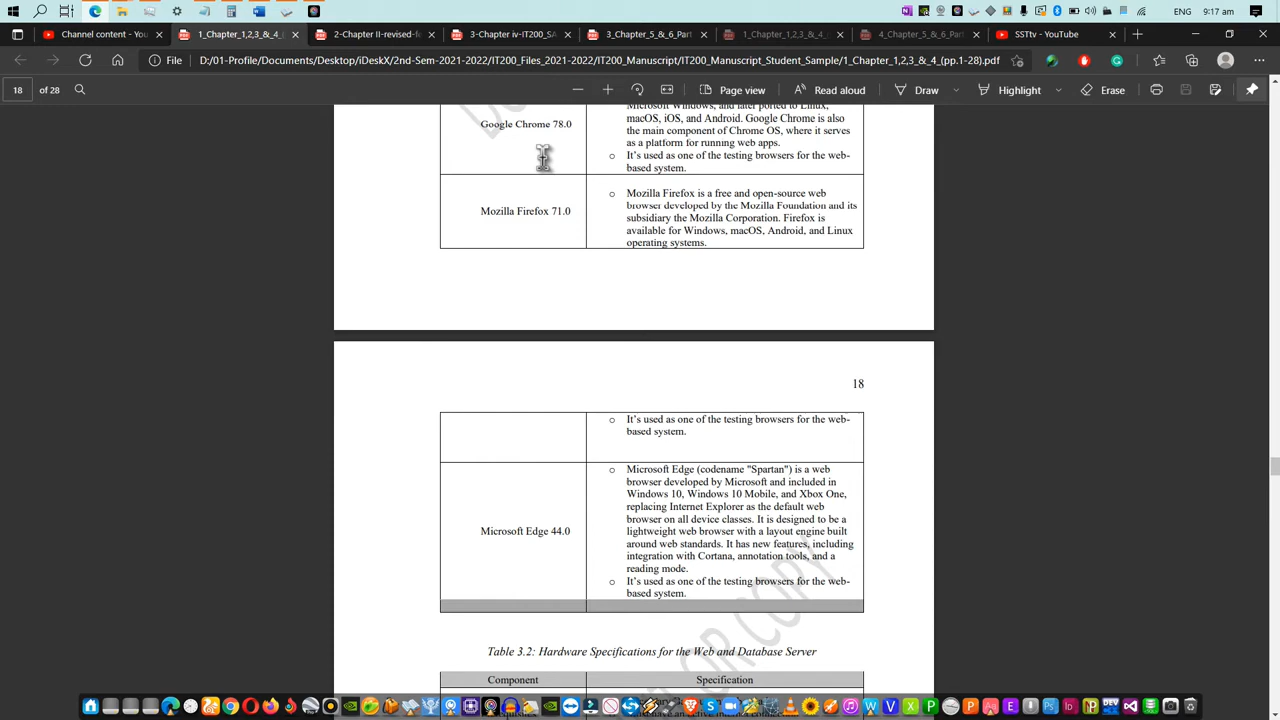 ENG 9:17 am
Channel content - You
1_Chapter_1,2,3_&_4_
2-Chapter II-revised-f
3-Chapter iv-IT200_SA
3_Chapter_5_&_6_Part
1_Chapter_1,2,3_&_4_
4_Chapter_5_&_6_Part
SSTtv - YouTube
File D:/01-Profile/Documents/Desktop/iDeskX/2nd-Sem-2021-2022/IT200_Files_2021-2022/IT200_Manuscript/IT200_Manuscript_Student_Sample/1_Chapter_1,2,3_&_4_(pp.1-28).pdf
18 of 28
Page view
Read aloud
Draw
Highlight
Erase
Google Chrome 78.0
Microsoft Windows, and later ported to Linux,
macOS, iOS, and Android. Google Chrome is also
the main component of Chrome OS, where it serves
as a platform for running web apps.
o It's used as one of the testing browsers for the web-
based system.
Mozilla Firefox 71.0
o Mozilla Firefox is a free and open-source web
browser developed by the Mozilla Foundation and its
subsidiary the Mozilla Corporation. Firefox is
available for Windows, macOS, Android, and Linux
operating systems.
18
o It's used as one of the testing browsers for the web-
based system.
Microsoft Edge 44.0
o Microsoft Edge (codename "Spartan") is a web
browser developed by Microsoft and included in
Windows 10, Windows 10 Mobile, and Xbox One,
replacing Internet Explorer as the default web
browser on all device classes. It is designed to be a
lightweight web browser with a layout engine built
around web standards. It has new features, including
integration with Cortana, annotation tools, and a
reading mode.
o It's used as one of the testing browsers for the web-
based system.
OR COPY
Table 3.2: Hardware Specifications for the Web and Database Server
Component Specification